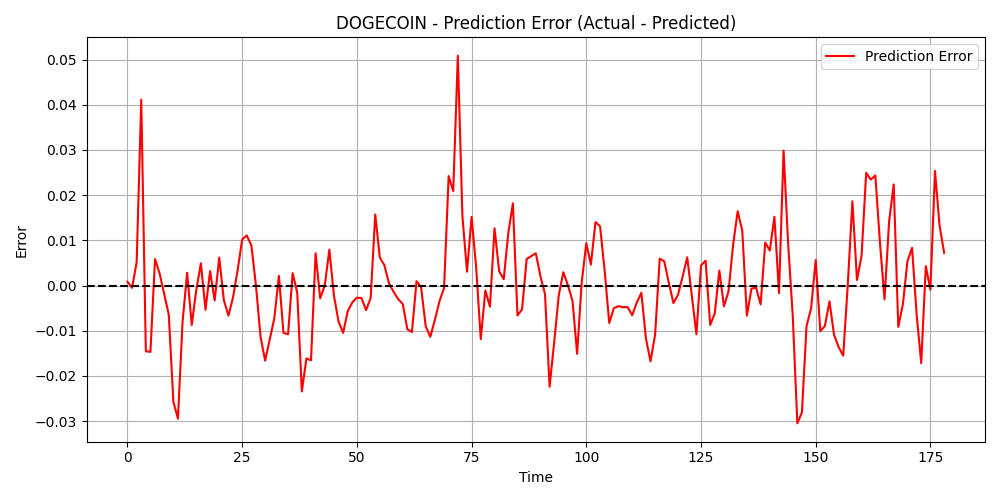 DOGECOIN - Prediction Error (Actual - Predicted)
Prediction Error
0.05
0.04
0.03
0.02
0.01
0.00
−0.01
−0.02
−0.03
Error
0 25 50 75 100 125 150 175
Time